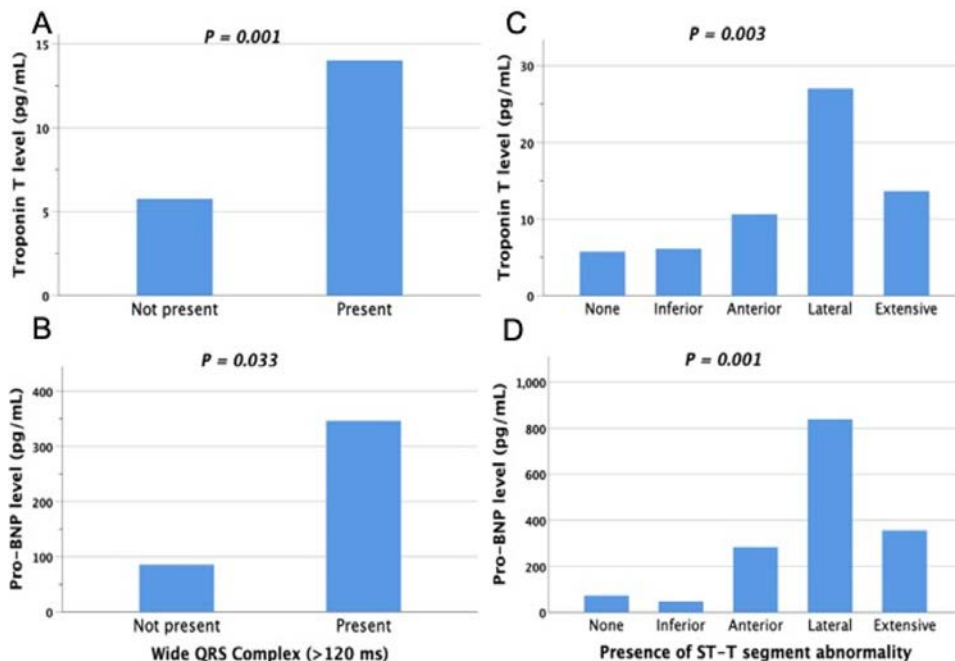 A
P = 0.001
Troponin T level (pg/mL)
15
10
5
0
Not present
Present
B
P = 0.033
Pro-BNP level (pg/mL)
400
300
200
100
0
Not present
Present
Wide QRS Complex (>120 ms)
C
P = 0.003
Troponin T level (pg/mL)
30
20
10
0
None
Inferior
Anterior
Lateral
Extensive
D
P = 0.001
Pro-BNP level (pg/mL)
1,000
800
600
400
200
0
None
Inferior
Anterior
Lateral
Extensive
Presence of ST-T segment abnormality